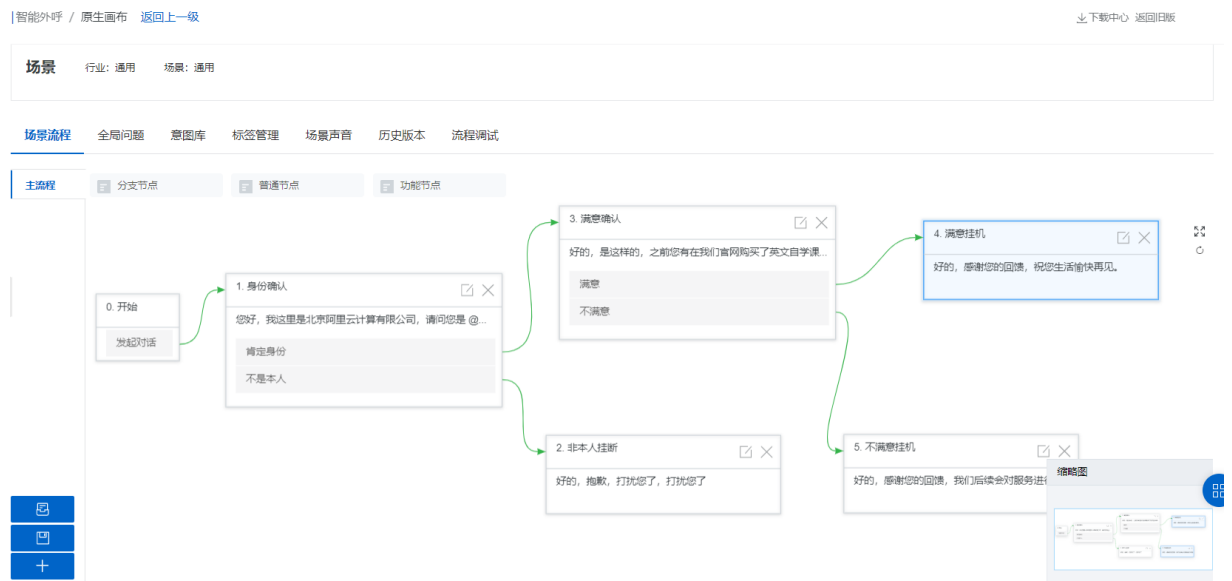 智能外呼 / 原生画布 返回上一级
下载中心 返回旧版
场景 行业：通用 场景：通用
场景流程 全局问题 意图库 标签管理 场景声音 历史版本 流程调试
主流程 分支节点 普通节点 功能节点
0. 开始
发起对话
1. 身份确认
您好，我这里是北京阿里云计算有限公司，请问您是 @...
肯定身份
不是本人
3. 满意确认
好的，是这样的，之前您有在我们官网购买了英文自学课...
满意
不满意
4. 满意挂机
好的，感谢您的回馈，祝您生活愉快再见。
2. 非本人挂断
好的，抱歉，打扰您了，打扰您了
5. 不满意挂机
好的，感谢您的回馈，我们后续会对服务进
缩略图